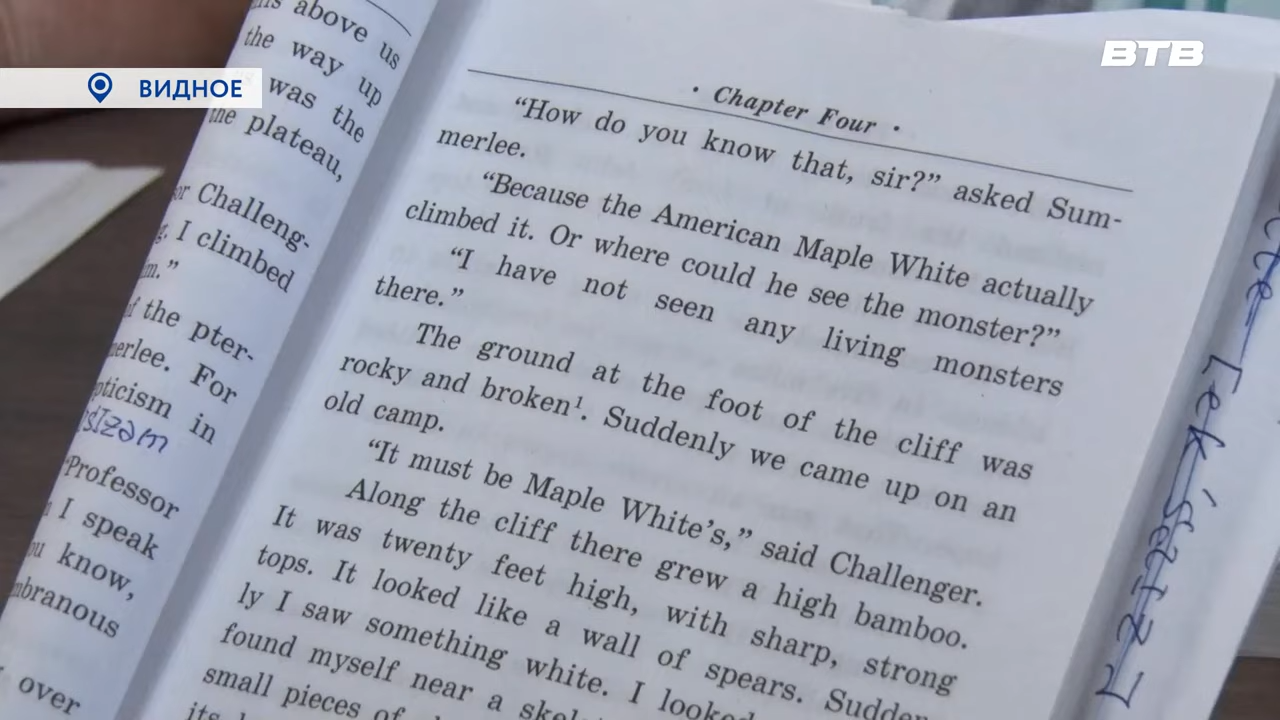 ВТВ
ВИДНОЕ
above us
the way up
was the
the plateau,
Challeng-
I climbed
the pter-
For
in
Professor
I speak
know,
over
• Chapter Four •
“How do you know that, sir?” asked Sum-
merlee.
“Because the American Maple White actually
climbed it. Or where could he see the monster?”
“I have not seen any living monsters
there.”
The ground at the foot of the cliff was
rocky and broken¹. Suddenly we came up on an
old camp.
“It must be Maple White’s,” said Challenger.
Along the cliff there grew a high bamboo.
It was twenty feet high, with sharp, strong
tops. It looked like a wall of spears. Sudden-
ly I saw something white. I looked
found myself near a
small pieces of